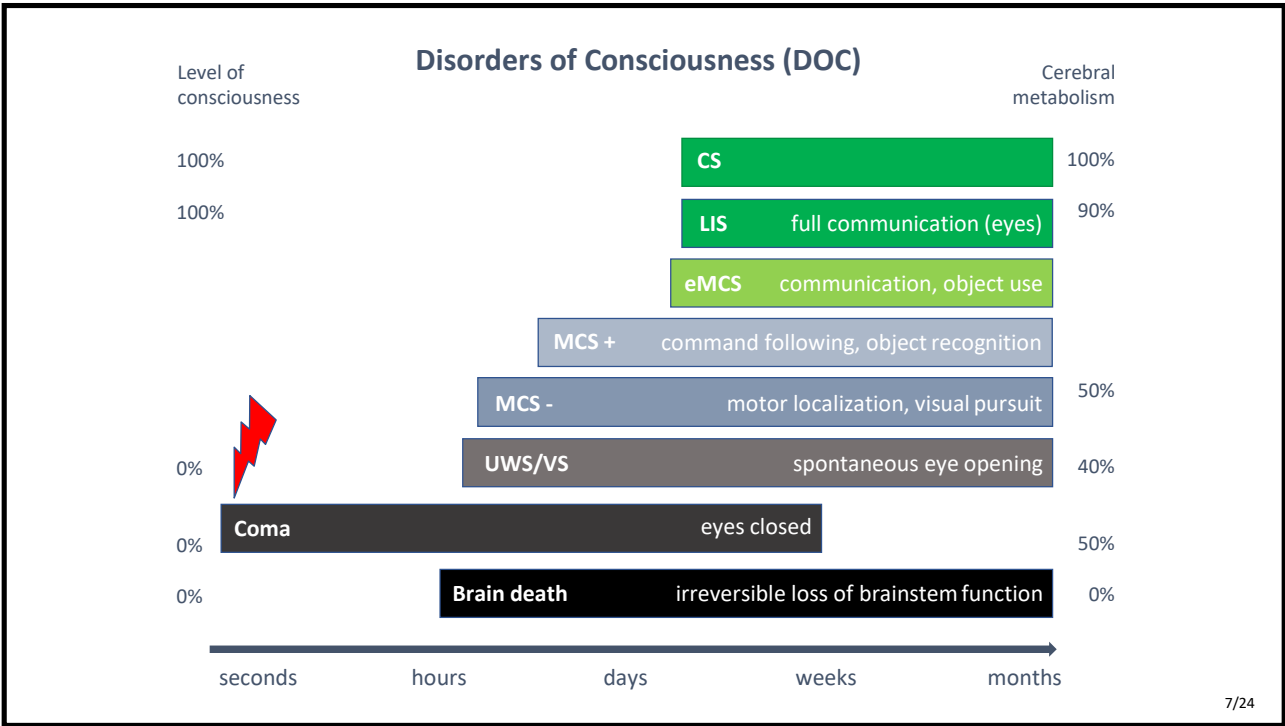 Disorders of Consciousness (DOC)
Level of
consciousness
Cerebral
metabolism
100% CS 100%
100% LIS full communication (eyes) 90%
eMCS communication, object use
MCS + command following, object recognition
MCS - motor localization, visual pursuit 50%
0% UWS/VS spontaneous eye opening 40%
0% Coma eyes closed 50%
0% Brain death irreversible loss of brainstem function 0%
seconds hours days weeks months
7/24